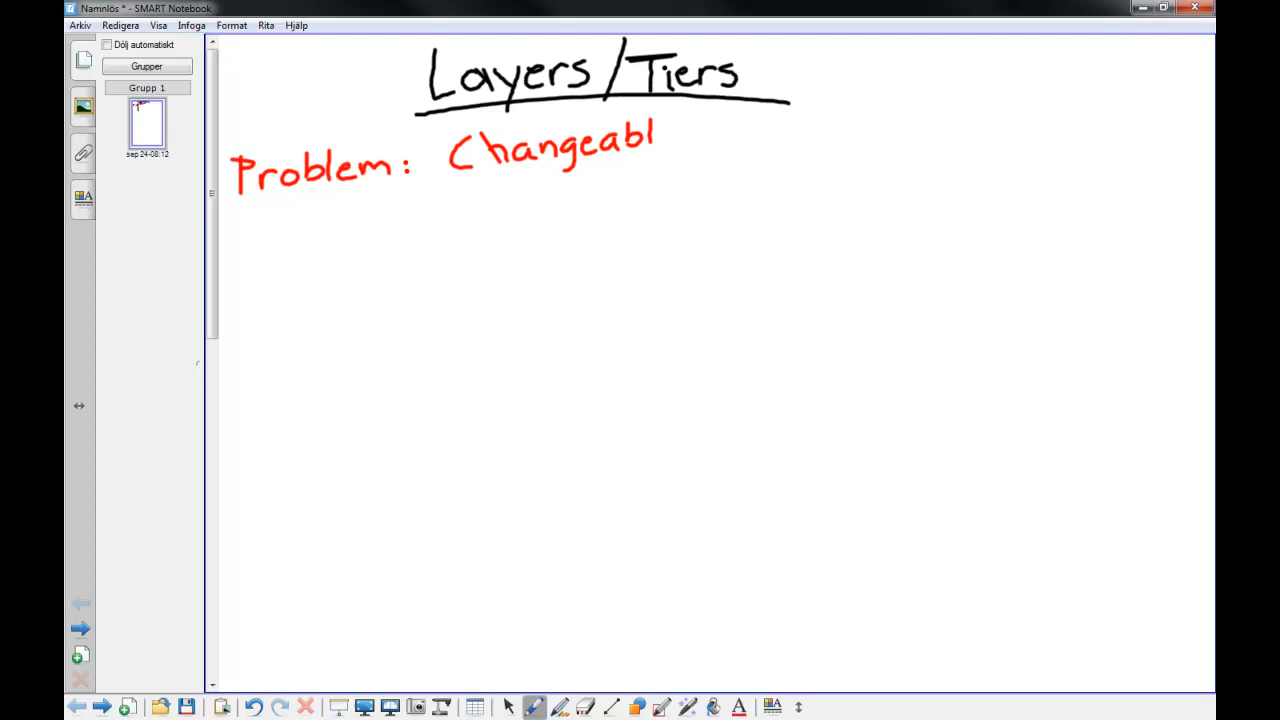 Namnlös * - SMART Notebook
Arkiv Redigera Visa Infoga Format Rita Hjälp
Dölj automatiskt
Grupper
Grupp 1
sep 24-08:12
Layers/Tiers
Problem: Changeabl